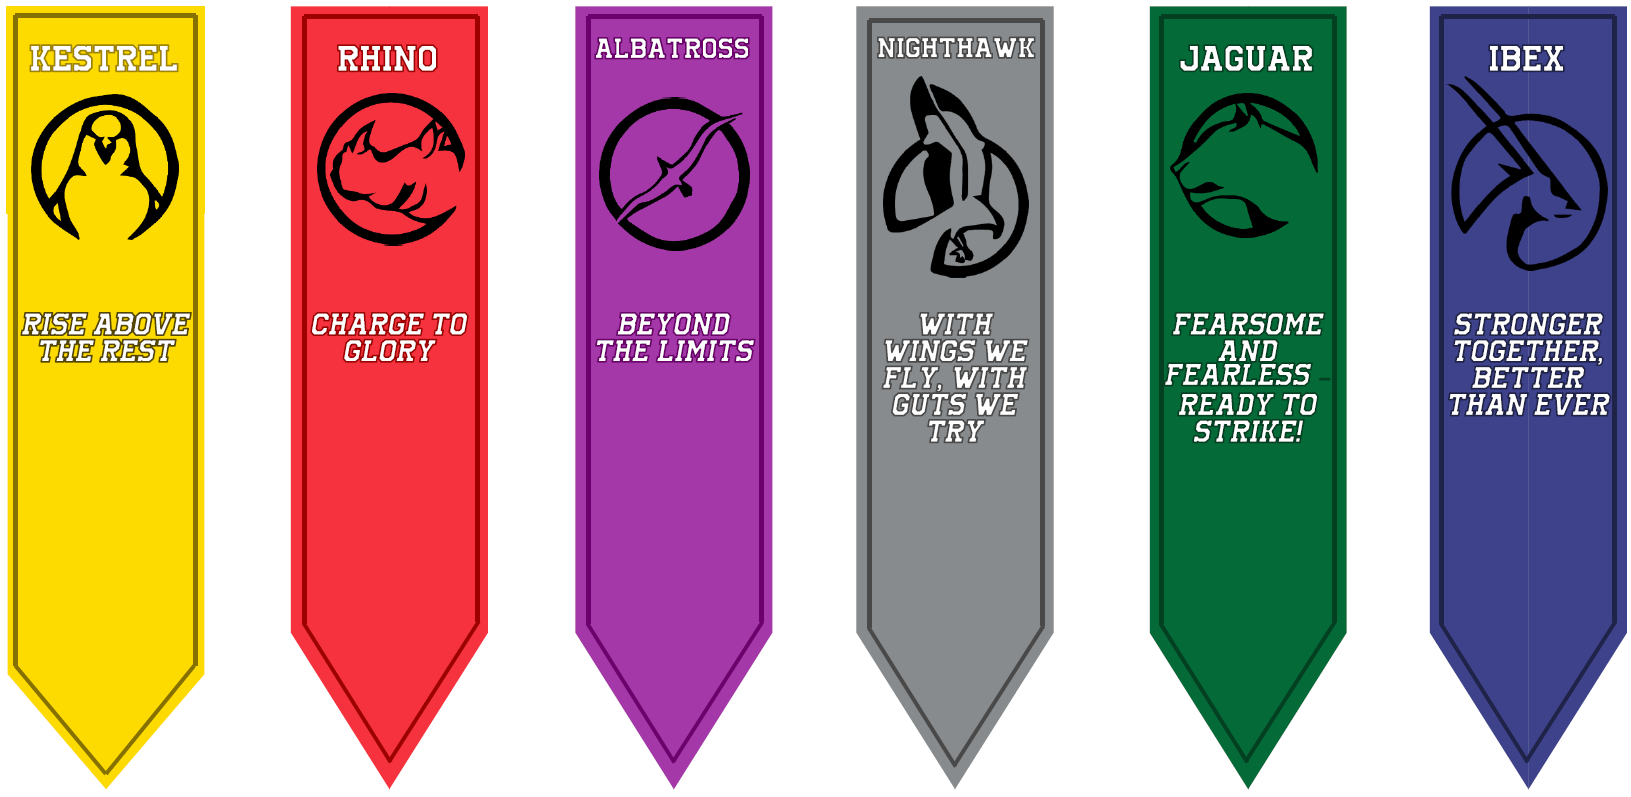 KESTREL
RISE ABOVE
THE REST
RHINO
CHARGE TO
GLORY
ALBATROSS
BEYOND
THE LIMITS
NIGHTHAWK
WITH
WINGS WE
FLY, WITH
GUTS WE
TRY
JAGUAR
FEARSOME
AND
FEARLESS –
READY TO
STRIKE!
IBEX
STRONGER
TOGETHER,
BETTER
THAN EVER